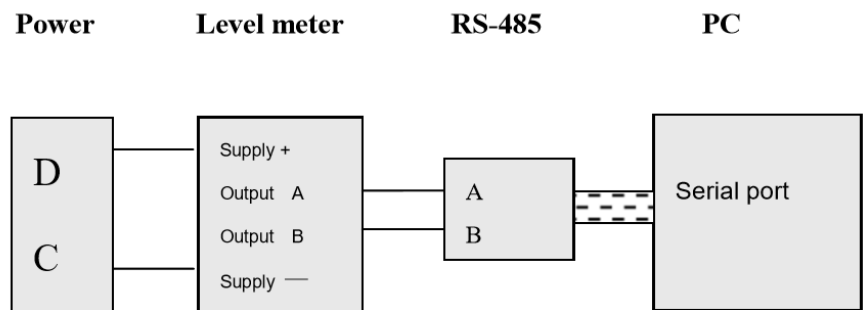 Power Level meter RS-485 PC
D
C
Supply +
Output A
Output B
Supply —
A
B
Serial port